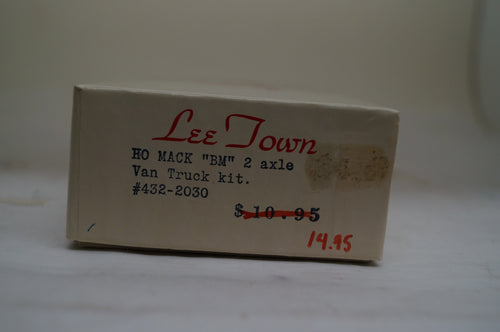 Lee Town
HO MACK "BM" 2 axle
Van Truck kit.
#432-2030
$10.95
14.95